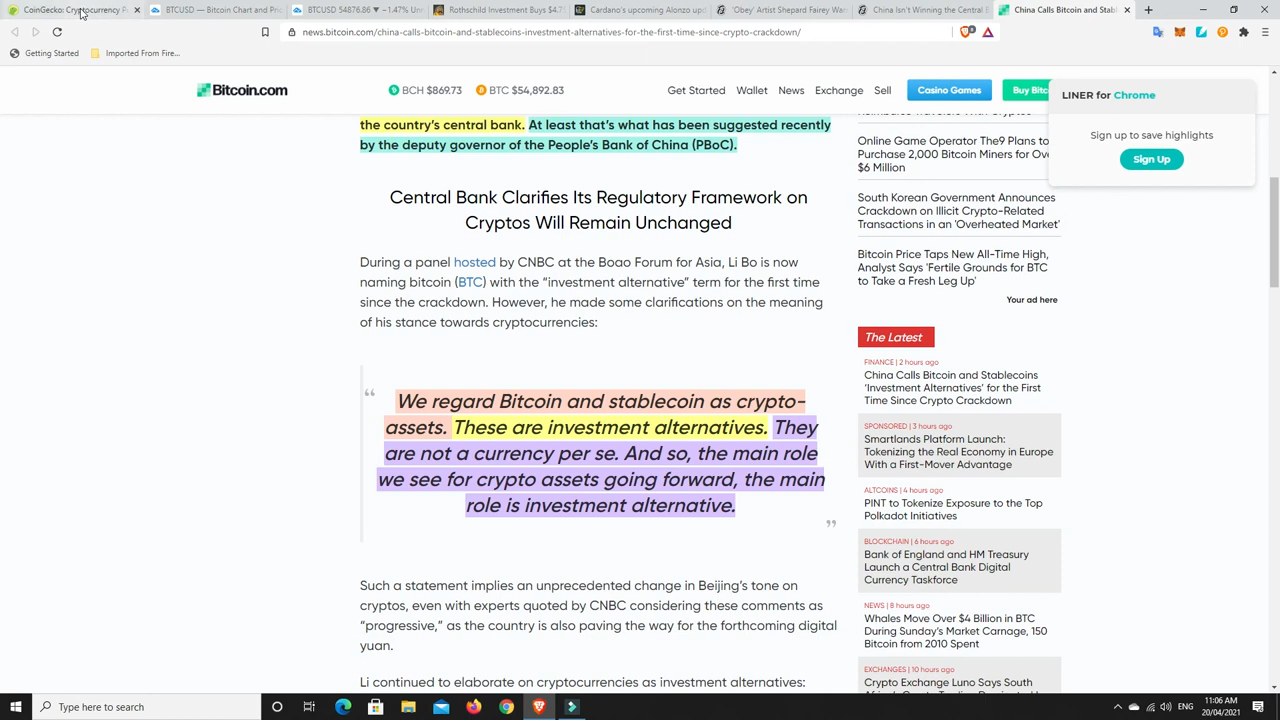 CoinGecko: Cryptocurrency P
BTCUSD — Bitcoin Chart and Pric
BTCUSD 54876.86 ▼ −1.47% Un
Rothschild Investment Buys $4.7
Cardano's upcoming Alonzo up
'Obey' Artist Shepard Fairey War
China Isn't Winning the Central B
China Calls Bitcoin and Stabl
news.bitcoin.com/china-calls-bitcoin-and-stablecoins-investment-alternatives-for-the-first-time-since-crypto-crackdown/
Getting Started
Imported From Fire...
Bitcoin.com
BCH $869.73
BTC $54,892.83
Get Started
Wallet
News
Exchange
Sell
Casino Games
Buy Bitc
LINER for Chrome
Sign up to save highlights
Sign Up
the country's central bank. At least that's what has been suggested recently
by the deputy governor of the People's Bank of China (PBoC).
Central Bank Clarifies Its Regulatory Framework on
Cryptos Will Remain Unchanged
During a panel hosted by CNBC at the Boao Forum for Asia, Li Bo is now
naming bitcoin (BTC) with the "investment alternative" term for the first time
since the crackdown. However, he made some clarifications on the meaning
of his stance towards cryptocurrencies:
“ We regard Bitcoin and stablecoin as crypto-
assets. These are investment alternatives. They
are not a currency per se. And so, the main role
we see for crypto assets going forward, the main
role is investment alternative.
”
Such a statement implies an unprecedented change in Beijing's tone on
cryptos, even with experts quoted by CNBC considering these comments as
"progressive," as the country is also paving the way for the forthcoming digital
yuan.
Li continued to elaborate on cryptocurrencies as investment alternatives:
Online Game Operator The9 Plans to
Purchase 2,000 Bitcoin Miners for Ove
$6 Million
South Korean Government Announces
Crackdown on Illicit Crypto-Related
Transactions in an 'Overheated Market'
Bitcoin Price Taps New All-Time High,
Analyst Says 'Fertile Grounds for BTC
to Take a Fresh Leg Up'
Your ad here
The Latest
FINANCE | 2 hours ago
China Calls Bitcoin and Stablecoins
'Investment Alternatives' for the First
Time Since Crypto Crackdown
SPONSORED | 3 hours ago
Smartlands Platform Launch:
Tokenizing the Real Economy in Europe
With a First-Mover Advantage
ALTCOINS | 4 hours ago
PINT to Tokenize Exposure to the Top
Polkadot Initiatives
BLOCKCHAIN | 6 hours ago
Bank of England and HM Treasury
Launch a Central Bank Digital
Currency Taskforce
NEWS | 8 hours ago
Whales Move Over $4 Billion in BTC
During Sunday's Market Carnage, 150
Bitcoin from 2010 Spent
EXCHANGES | 10 hours ago
Crypto Exchange Luno Says South
Type here to search
ENG
11:06 AM
20/04/2021